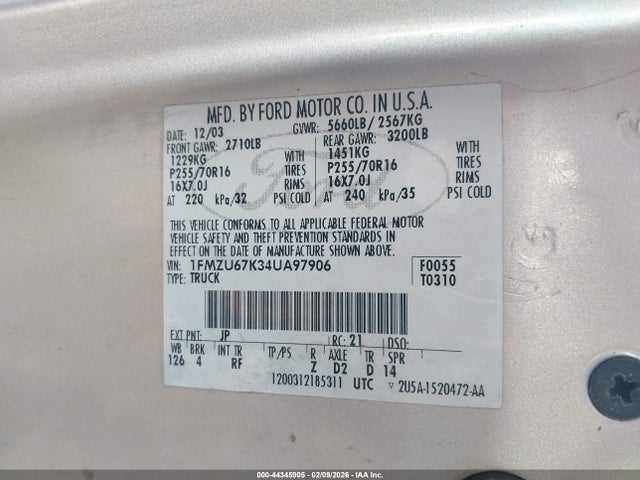 MFD. BY FORD MOTOR CO. IN U.S.A.
DATE: 12/03 GVWR: 5660LB / 2567KG
FRONT GAWR: 2710LB REAR GAWR: 3200LB
1229KG WITH 1451KG WITH
P255/70R16 TIRES P255/70R16 TIRES
16X7.0J RIMS 16X7.0J RIMS
AT 220 kPa/32 PSI COLD AT 240 kPa/35 PSI COLD
THIS VEHICLE CONFORMS TO ALL APPLICABLE FEDERAL MOTOR
VEHICLE SAFETY AND THEFT PREVENTION STANDARDS IN
EFFECT ON THE DATE OF MANUFACTURE SHOWN ABOVE.
VIN: 1FMZU67K34UA97906 F0055
TYPE: TRUCK T0310
EXT PNT: JP RC: 21 DSO:
WB BRK INT TR TP/PS R AXLE TR SPR
126 4 RF Z D2 D 14
1200312185311 UTC ▽ 2U5A-1520472-AA
Ford
000-44345905 - 02/09/2026 - IAA, Inc.